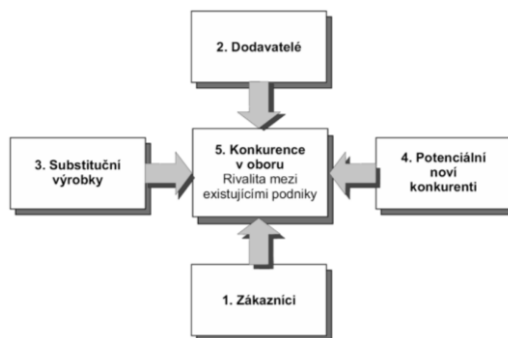 2. Dodavatelé
3. Substituční
výrobky
5. Konkurence
v oboru
Rivalita mezi
existujícími podniky
4. Potenciální
noví
konkurenti
1. Zákazníci